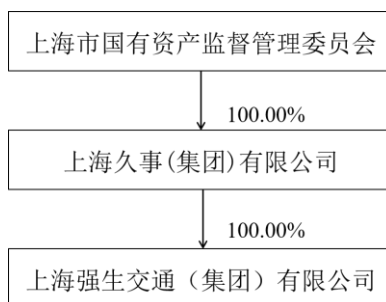 上海市国有资产监督管理委员会
100.00%
上海久事(集团)有限公司
100.00%
上海强生交通（集团）有限公司